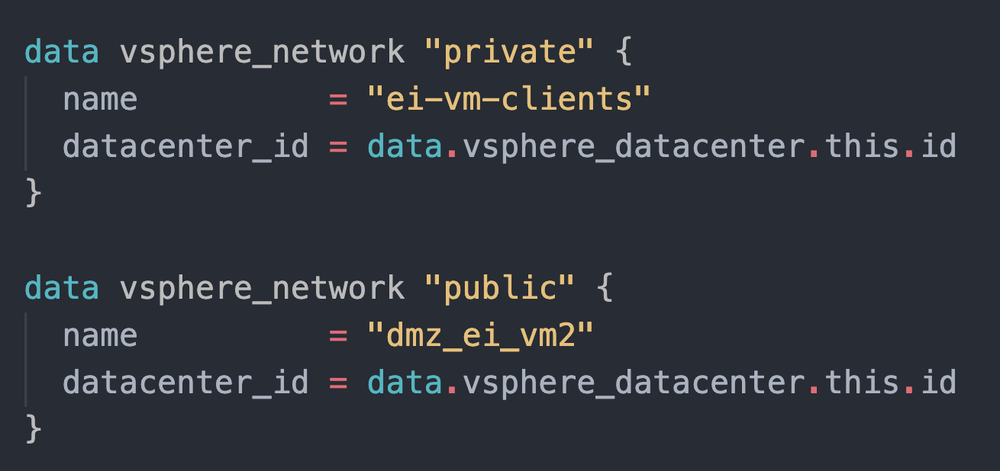 data vsphere_network "private" {
  name          = "ei-vm-clients"
  datacenter_id = data.vsphere_datacenter.this.id
}

data vsphere_network "public" {
  name          = "dmz_ei_vm2"
  datacenter_id = data.vsphere_datacenter.this.id
}